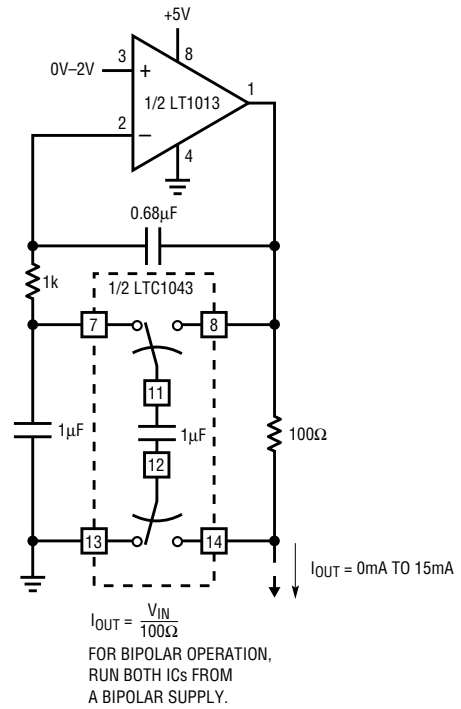 +5V
3
8
0V–2V
+
1/2 LT1013
1
2
–
4
0.68µF
1k
1/2 LTC1043
7
8
11
1µF
1µF
100Ω
12
13
14
IOUT = 0mA TO 15mA
IOUT = VIN
100Ω
FOR BIPOLAR OPERATION,
RUN BOTH ICs FROM
A BIPOLAR SUPPLY.